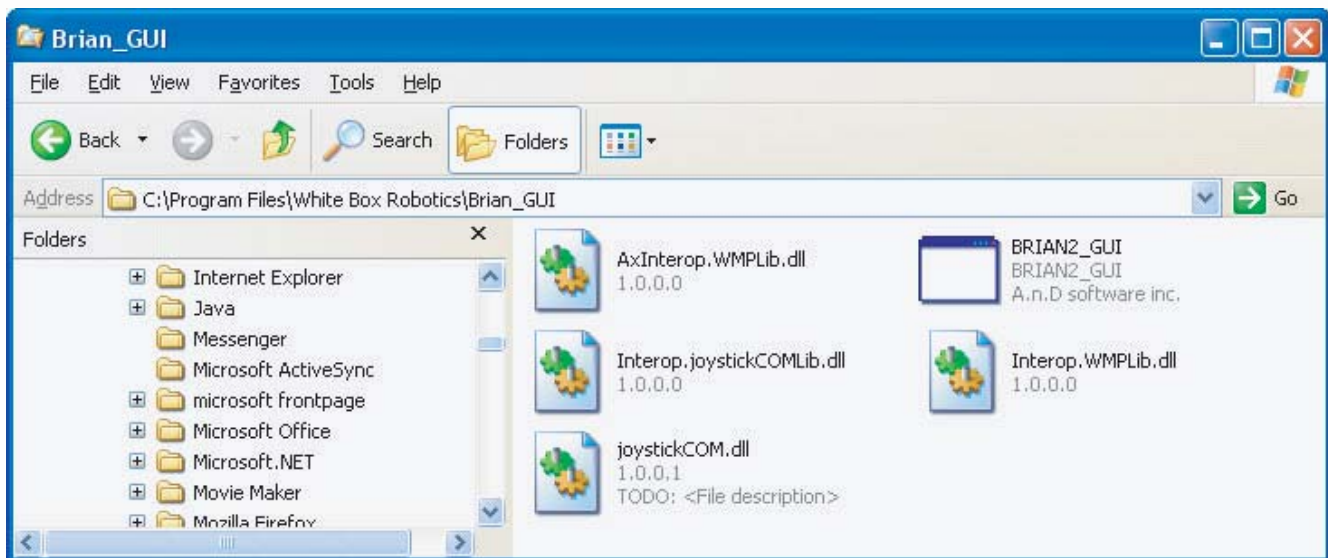 Brian_GUI
File Edit View Favorites Tools Help
Back Search Folders
Address C:\Program Files\White Box Robotics\Brian_GUI Go
Folders
Internet Explorer
Java
Messenger
Microsoft ActiveSync
microsoft frontpage
Microsoft Office
Microsoft.NET
Movie Maker
Mozilla Firefox
AxInterop.WMPLib.dll
1.0.0.0
BRIAN2_GUI
BRIAN2_GUI
A.n.D software inc.
Interop.joystickCOMLib.dll
1.0.0.0
Interop.WMPLib.dll
1.0.0.0
joystickCOM.dll
1.0.0.1
TODO: <File description>